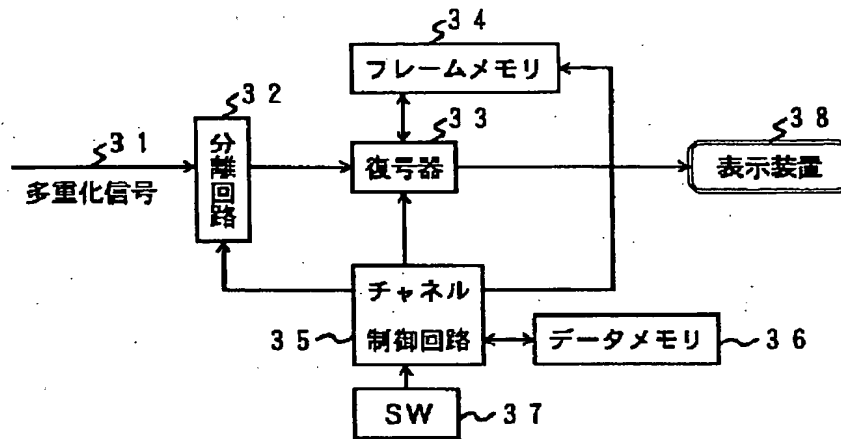 34
フレームメモリ
32
分離回路
33
復号器
38
表示装置
31
多重化信号
チャネル
制御回路
35
データメモリ
36
SW
37